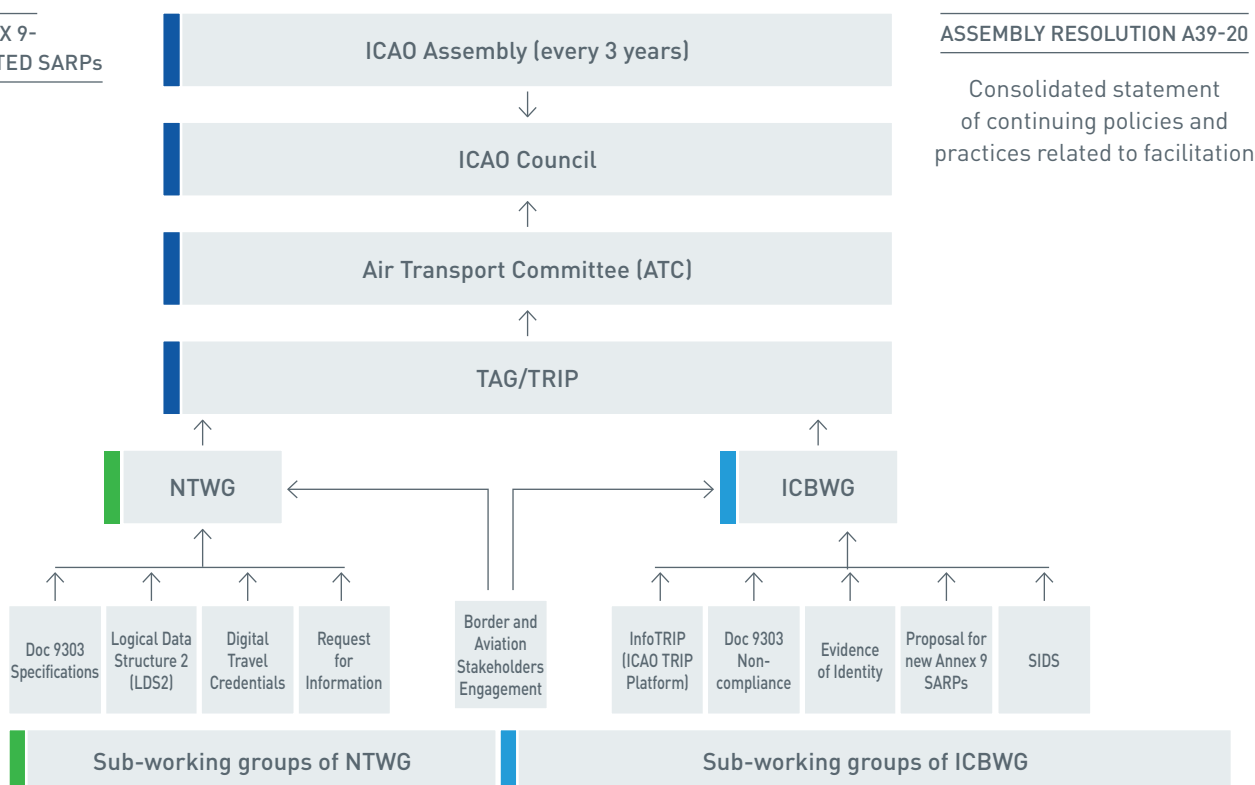 X 9-
TED SARPs
ICAO Assembly (every 3 years)
ASSEMBLY RESOLUTION A39-20
Consolidated statement
of continuing policies and
practices related to facilitation
ICAO Council
Air Transport Committee (ATC)
TAG/TRIP
NTWG
ICBWG
Doc 9303
Specifications
Logical Data
Structure 2
(LDS2)
Digital
Travel
Credentials
Request
for
Information
Border and
Aviation
Stakeholders
Engagement
InfoTRIP
(ICAO TRIP
Platform)
Doc 9303
Non-
compliance
Evidence
of Identity
Proposal for
new Annex 9
SARPs
SIDS
Sub-working groups of NTWG
Sub-working groups of ICBWG